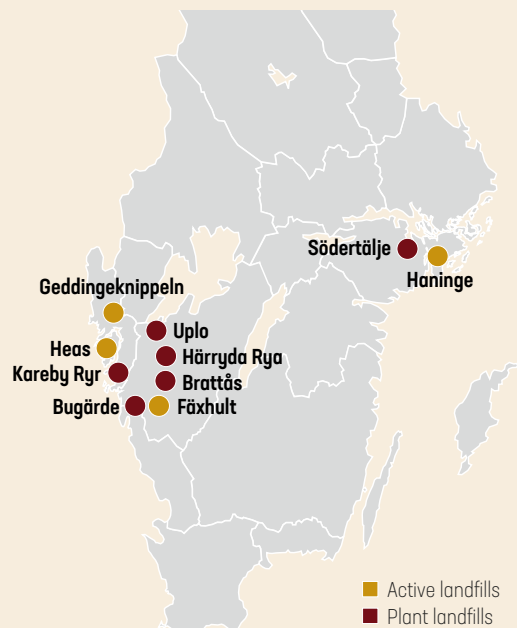 Södertälje
Haninge
Geddingeknippeln
Uplo
Heas
Härryda Rya
Kareby Ryr
Brattås
Bugärde
Fäxhult
Active landfills
Plant landfills